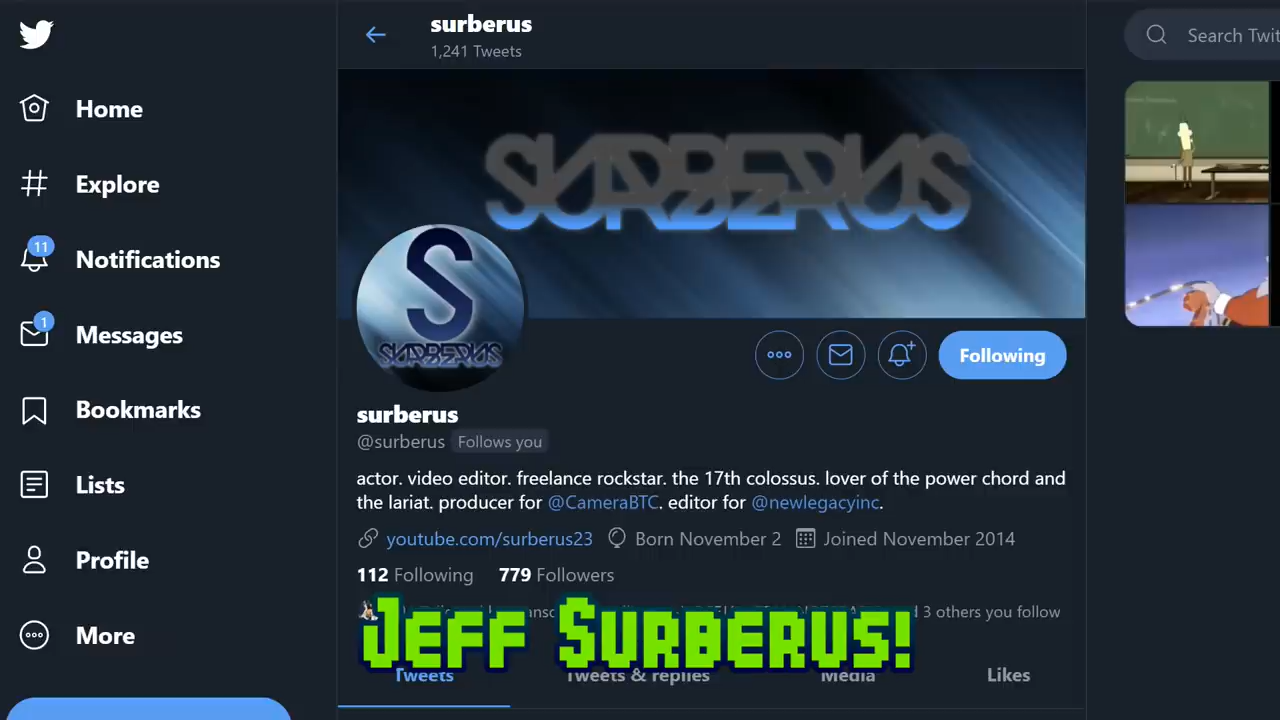 surberus
1,241 Tweets
Search Twit
Home
Explore
11
Notifications
1
Messages
Bookmarks
Lists
Profile
More
SURBERUS
S
SURBERUS
Following
surberus
@surberus Follows you
actor. video editor. freelance rockstar. the 17th colossus. lover of the power chord and
the lariat. producer for @CameraBTC. editor for @newlegacyinc.
youtube.com/surberus23 Born November 2 Joined November 2014
112 Following 779 Followers
3 others you follow
Jeff Surberus!
Tweets Tweets & replies Media Likes